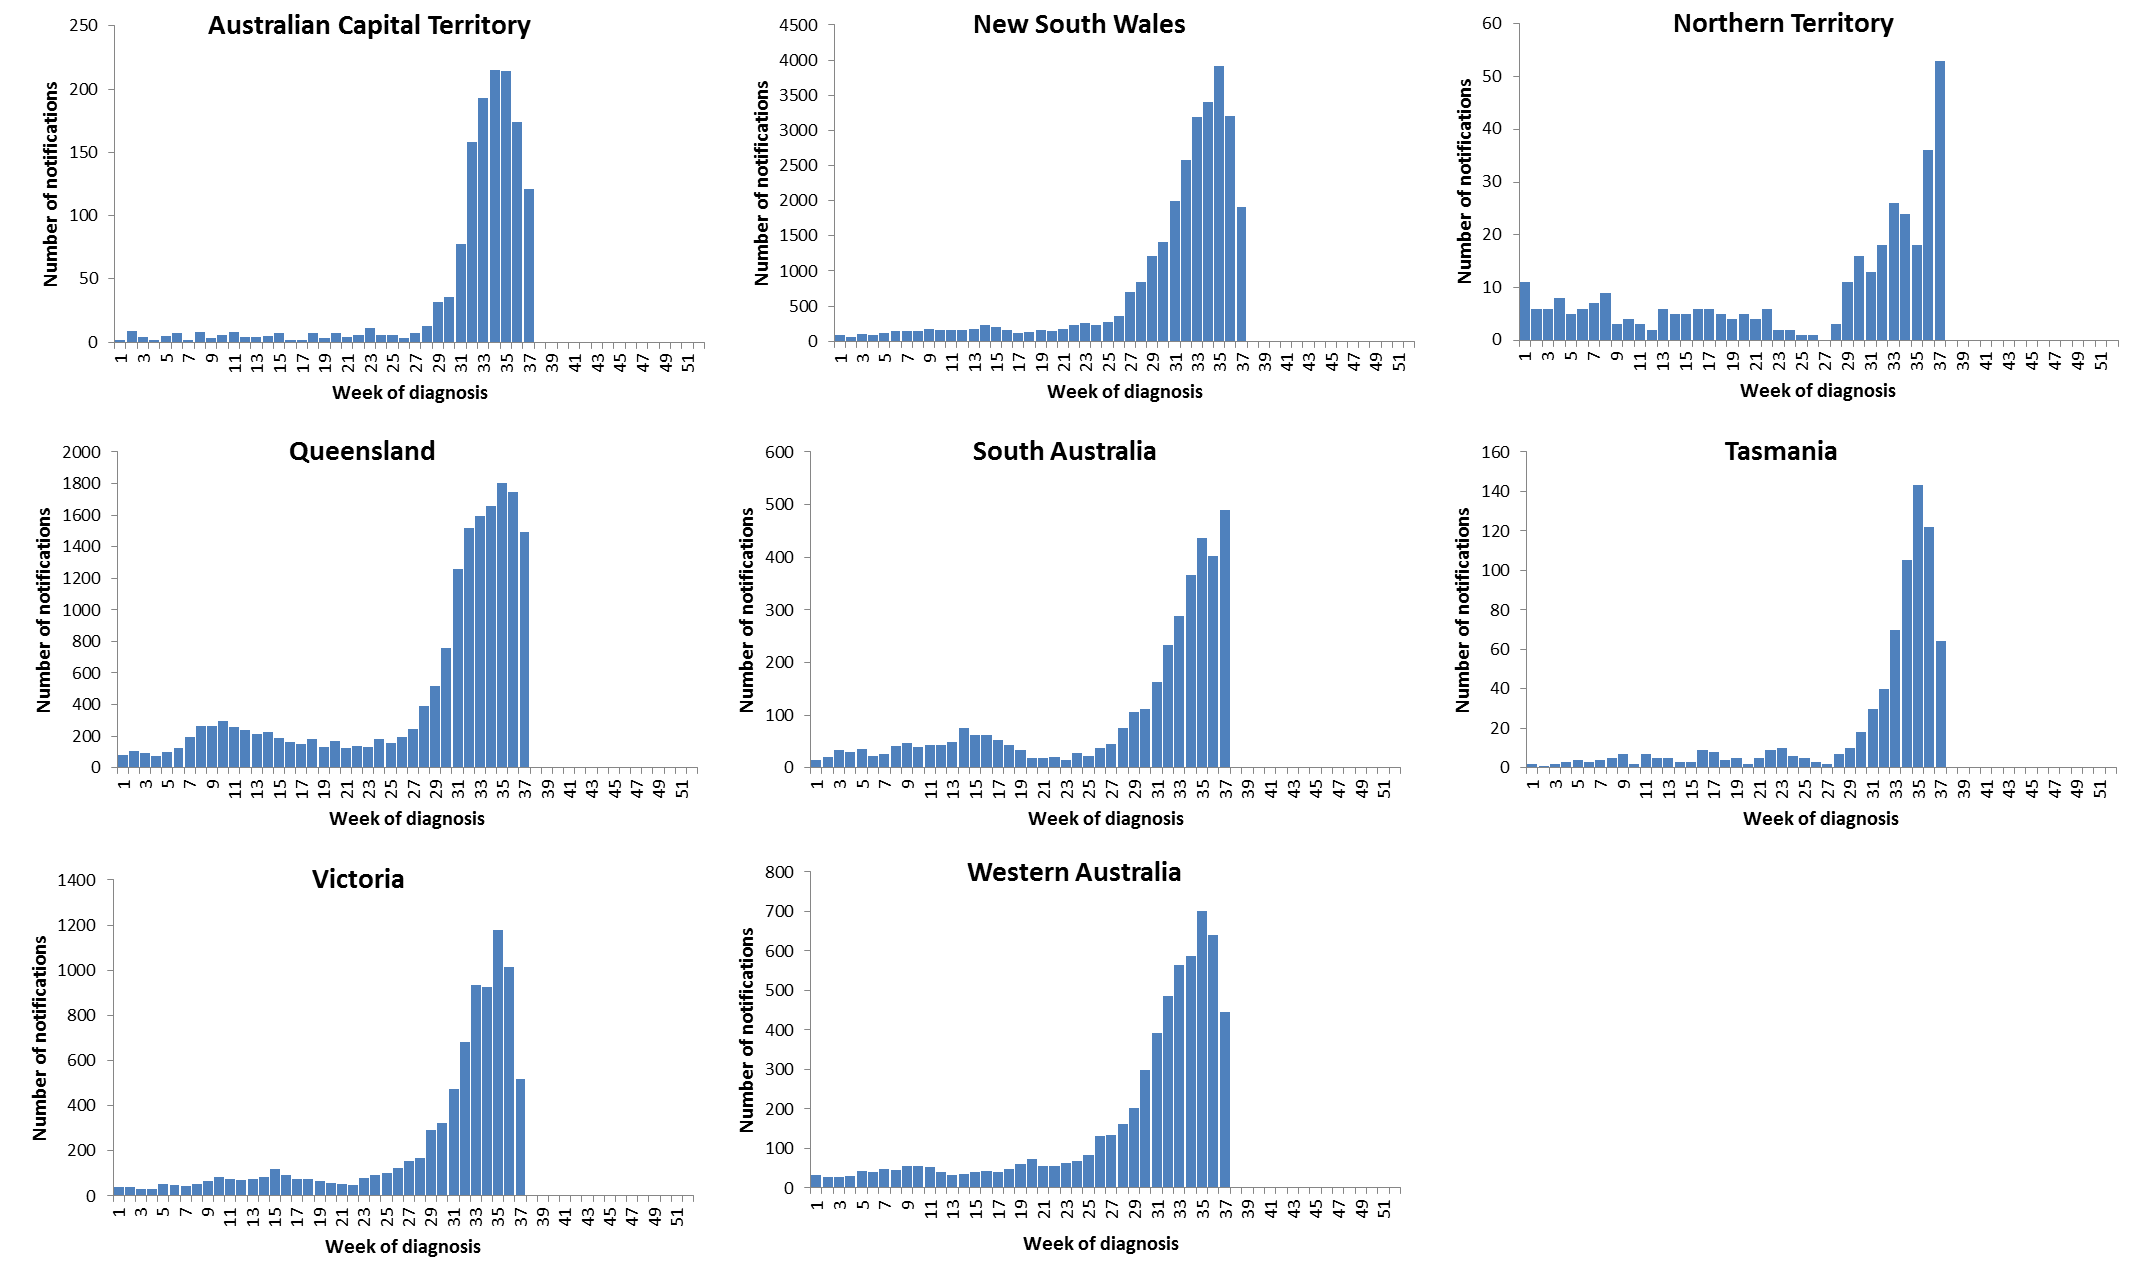 Australian Capital Territory
Number of notifications
250
200
150
100
50
0
1 3 5 7 9 11 13 15 17 19 21 23 25 27 29 31 33 35 37 39 41 43 45 47 49 51
Week of diagnosis
New South Wales
Number of notifications
4500
4000
3500
3000
2500
2000
1500
1000
500
0
1 3 5 7 9 11 13 15 17 19 21 23 25 27 29 31 33 35 37 39 41 43 45 47 49 51
Week of diagnosis
Northern Territory
Number of notifications
60
50
40
30
20
10
0
1 3 5 7 9 11 13 15 17 19 21 23 25 27 29 31 33 35 37 39 41 43 45 47 49 51
Week of diagnosis
Queensland
Number of notifications
2000
1800
1600
1400
1200
1000
800
600
400
200
0
1 3 5 7 9 11 13 15 17 19 21 23 25 27 29 31 33 35 37 39 41 43 45 47 49 51
Week of diagnosis
South Australia
Number of notifications
600
500
400
300
200
100
0
1 3 5 7 9 11 13 15 17 19 21 23 25 27 29 31 33 35 37 39 41 43 45 47 49 51
Week of diagnosis
Tasmania
Number of notifications
160
140
120
100
80
60
40
20
0
1 3 5 7 9 11 13 15 17 19 21 23 25 27 29 31 33 35 37 39 41 43 45 47 49 51
Week of diagnosis
Victoria
Number of notifications
1400
1200
1000
800
600
400
200
0
1 3 5 7 9 11 13 15 17 19 21 23 25 27 29 31 33 35 37 39 41 43 45 47 49 51
Week of diagnosis
Western Australia
Number of notifications
800
700
600
500
400
300
200
100
0
1 3 5 7 9 11 13 15 17 19 21 23 25 27 29 31 33 35 37 39 41 43 45 47 49 51
Week of diagnosis